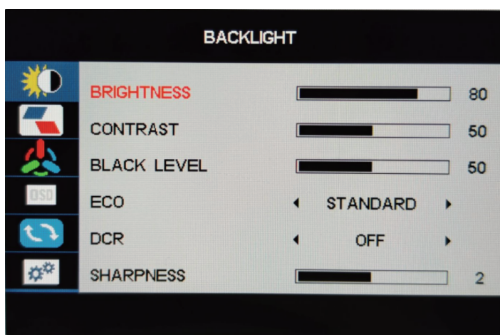 BACKLIGHT
BRIGHTNESS 80
CONTRAST 50
BLACK LEVEL 50
OSD
ECO STANDARD
DCR OFF
SHARPNESS 2